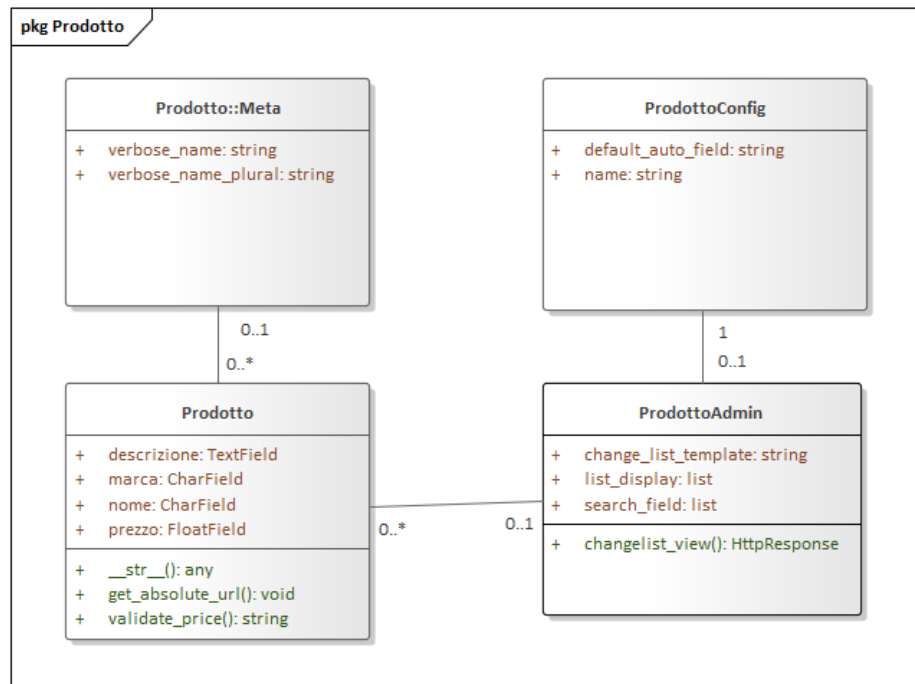 pkg Prodotto
Prodotto::Meta
+ verbose_name: string
+ verbose_name_plural: string
ProdottoConfig
+ default_auto_field: string
+ name: string
0..1
0..*
1
0..1
Prodotto
+ descrizione: TextField
+ marca: CharField
+ nome: CharField
+ prezzo: FloatField
+ __str__(): any
+ get_absolute_url(): void
+ validate_price(): string
0..*
0..1
ProdottoAdmin
+ change_list_template: string
+ list_display: list
+ search_field: list
+ changelist_view(): HttpResponse